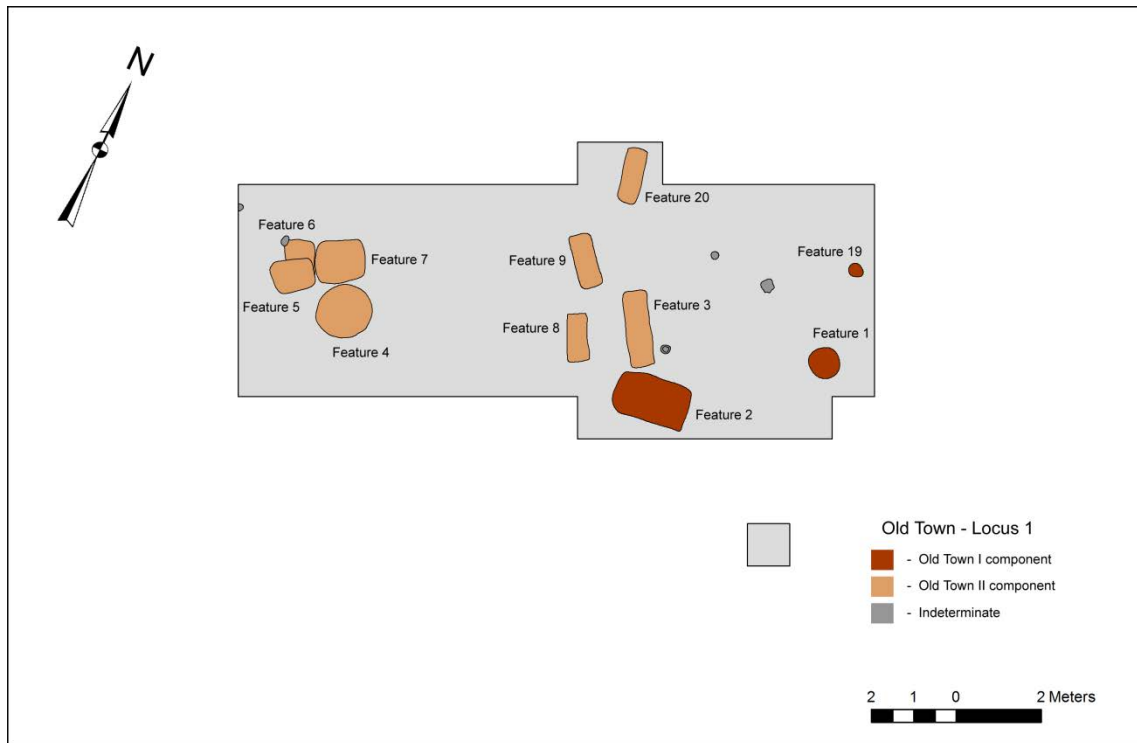 N
Feature 20
Feature 6
Feature 19
Feature 7
Feature 9
Feature 5
Feature 3
Feature 8
Feature 1
Feature 4
Feature 2
Old Town - Locus 1
- Old Town I component
- Old Town II component
- Indeterminate
2 1 0 2 Meters